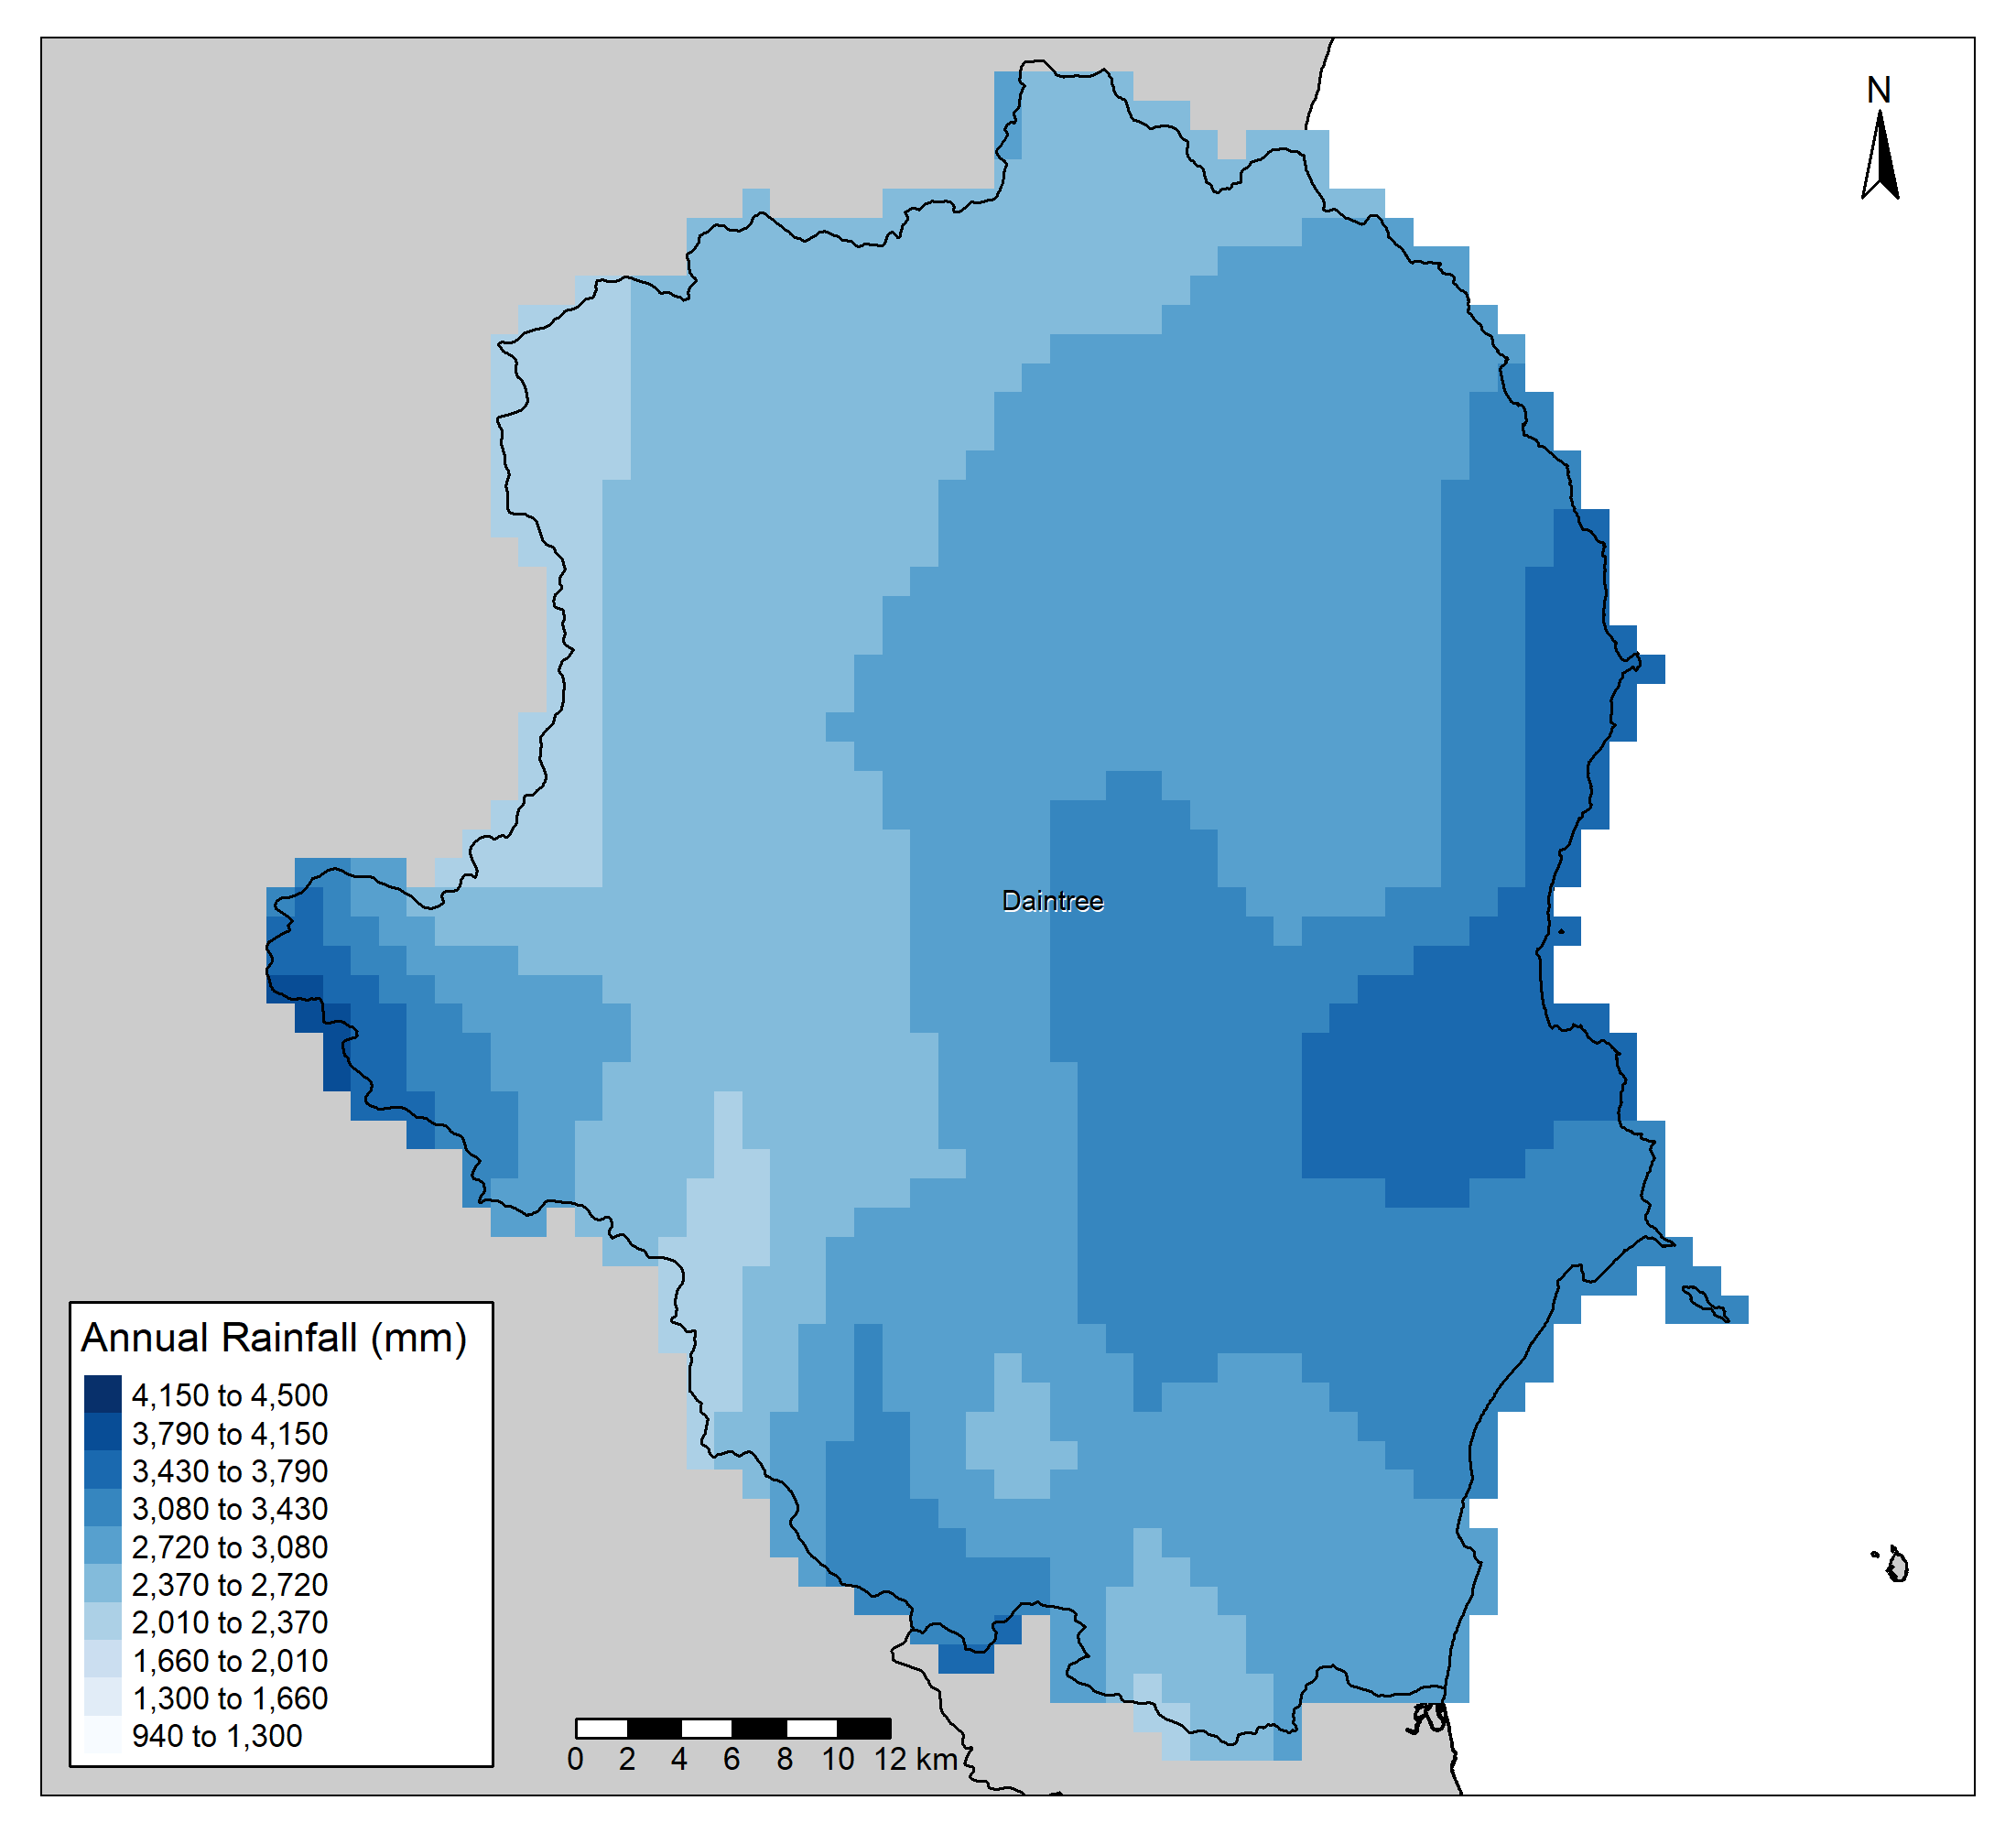 N
Daintree
Annual Rainfall (mm)
4,150 to 4,500
3,790 to 4,150
3,430 to 3,790
3,080 to 3,430
2,720 to 3,080
2,370 to 2,720
2,010 to 2,370
1,660 to 2,010
1,300 to 1,660
940 to 1,300
0 2 4 6 8 10 12 km